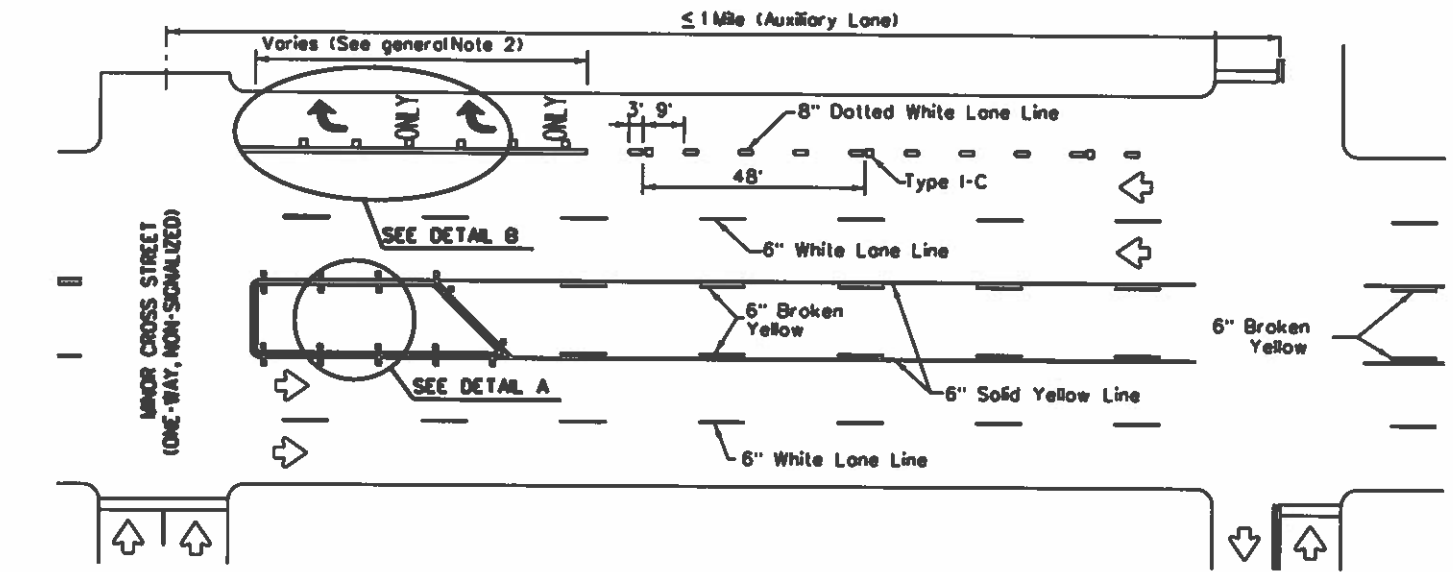 ≤ 1 Mile (Auxiliary Lane)
Varies (See general Note 2)
ONLY
ONLY
3' 9'
8" Dotted White Lane Line
48'
Type I-C
SEE DETAIL B
6" White Lane Line
MINOR CROSS STREET
(ONE-WAY, NON-SIGNALIZED)
6" Broken
Yellow
6" Broken
Yellow
SEE DETAIL A
6" Solid Yellow Line
6" White Lane Line